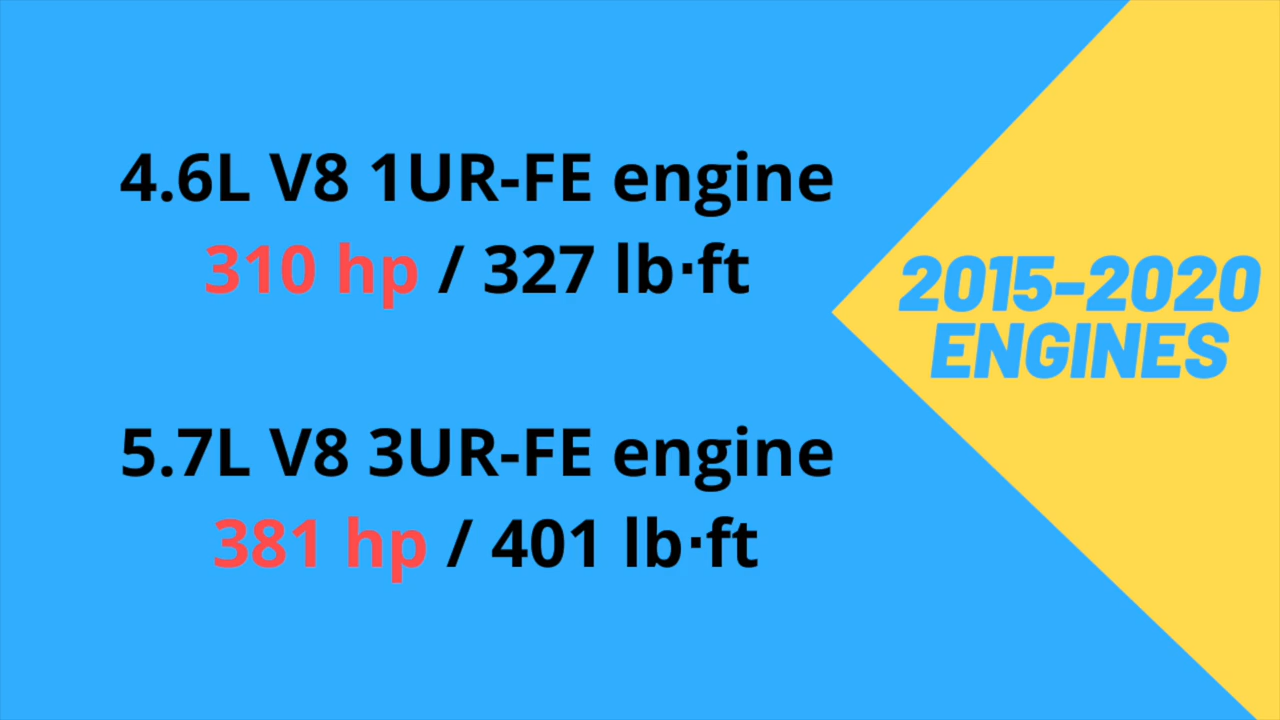 4.6L V8 1UR-FE engine
310 hp / 327 lb·ft
5.7L V8 3UR-FE engine
381 hp / 401 lb·ft
2015-2020
ENGINES